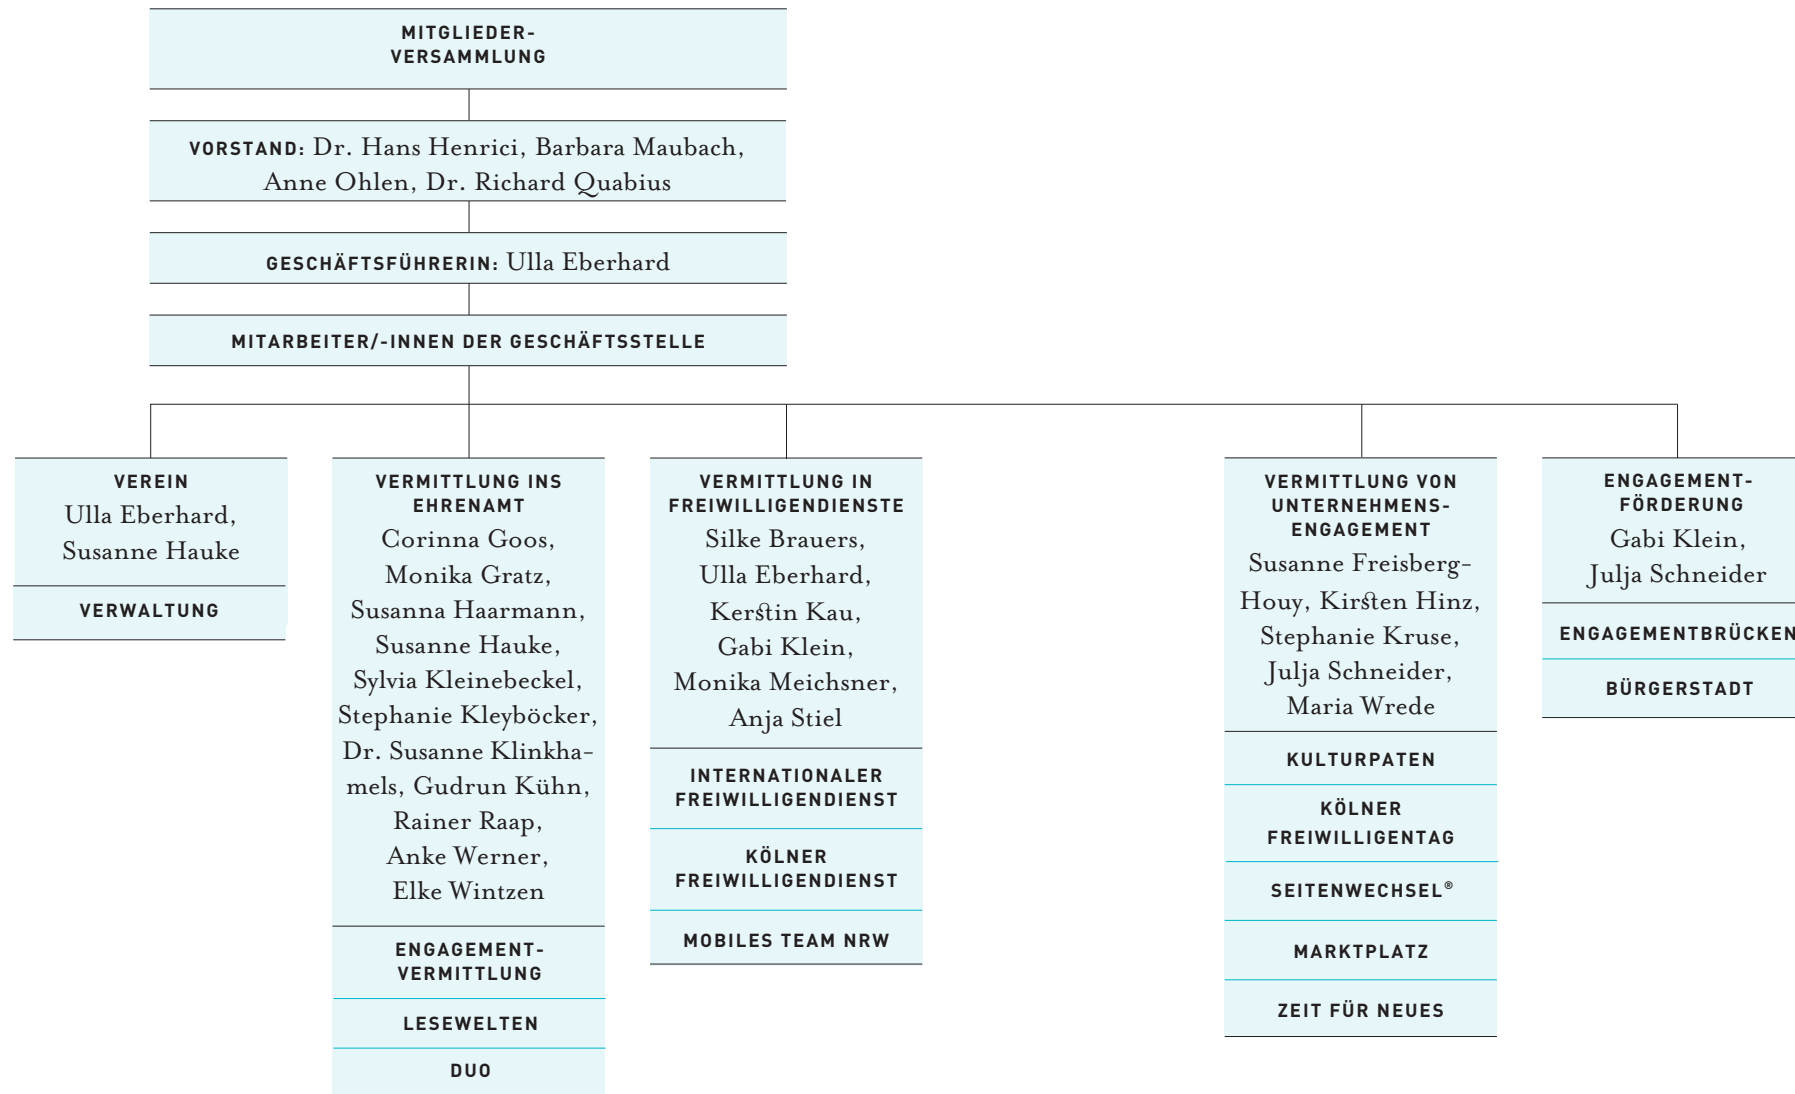 MITGLIEDER-
VERSAMMLUNG
VORSTAND: Dr. Hans Henrici, Barbara Maubach,
Anne Ohlen, Dr. Richard Quabius
GESCHÄFTSFÜHRERIN: Ulla Eberhard
MITARBEITER/-INNEN DER GESCHÄFTSSTELLE
VEREIN
Ulla Eberhard,
Susanne Hauke
VERWALTUNG
VERMITTLUNG INS
EHRENAMT
Corinna Goos,
Monika Gratz,
Susanna Haarmann,
Susanne Hauke,
Sylvia Kleinebeckel,
Stephanie Kleyböcker,
Dr. Susanne Klinkha-
mels, Gudrun Kühn,
Rainer Raap,
Anke Werner,
Elke Wintzen
ENGAGEMENT-
VERMITTLUNG
LESEWELTEN
DUO
VERMITTLUNG IN
FREIWILLIGENDIENSTE
Silke Brauers,
Ulla Eberhard,
Kerstin Kau,
Gabi Klein,
Monika Meichsner,
Anja Stiel
INTERNATIONALER
FREIWILLIGENDIENST
KÖLNER
FREIWILLIGENDIENST
MOBILES TEAM NRW
VERMITTLUNG VON
UNTERNEHMENS-
ENGAGEMENT
Susanne Freisberg-
Houy, Kirsten Hinz,
Stephanie Kruse,
Julja Schneider,
Maria Wrede
KULTURPATEN
KÖLNER
FREIWILLIGENTAG
SEITENWECHSEL®
MARKTPLATZ
ZEIT FÜR NEUES
ENGAGEMENT-
FÖRDERUNG
Gabi Klein,
Julja Schneider
ENGAGEMENTBRÜCKEN
BÜRGERSTADT